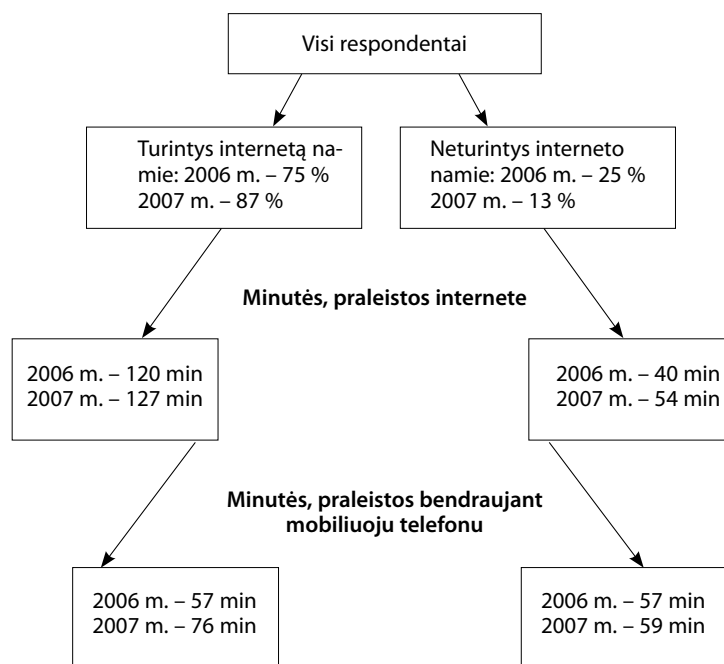 Visi respondentai
Turintys internetą na-
mie: 2006 m. – 75 %
2007 m. – 87 %
Neturintys interneto
namie: 2006 m. – 25 %
2007 m. – 13 %
Minutės, praleistos internete
2006 m. – 120 min
2007 m. – 127 min
2006 m. – 40 min
2007 m. – 54 min
Minutės, praleistos bendraujant
mobiliuoju telefonu
2006 m. – 57 min
2007 m. – 76 min
2006 m. – 57 min
2007 m. – 59 min